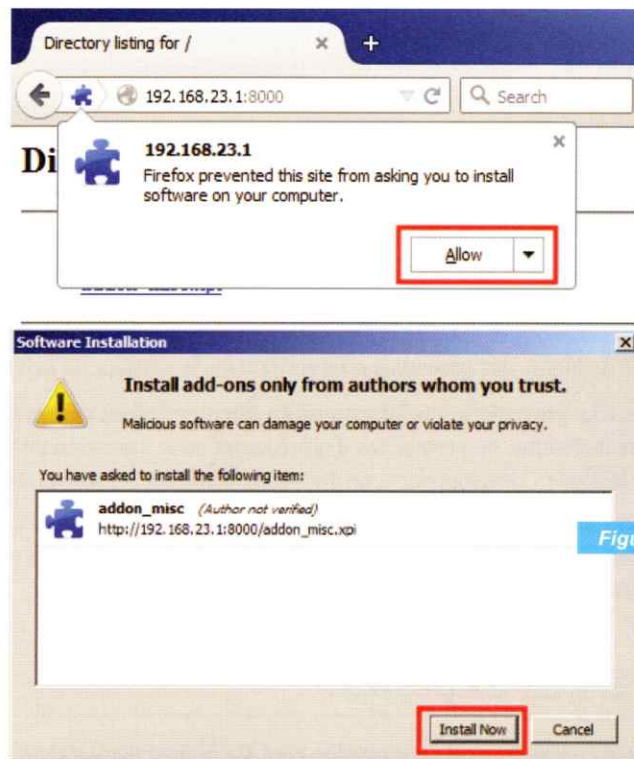 Directory listing for /
192.168.23.1:8000
Search
Di
192.168.23.1
Firefox prevented this site from asking you to install
software on your computer.
Allow
Software Installation
Install add-ons only from authors whom you trust.
Malicious software can damage your computer or violate your privacy.
You have asked to install the following item:
addon_misc (Author not verified)
http://192.168.23.1:8000/addon_misc.xpi
Figu
Install Now
Cancel